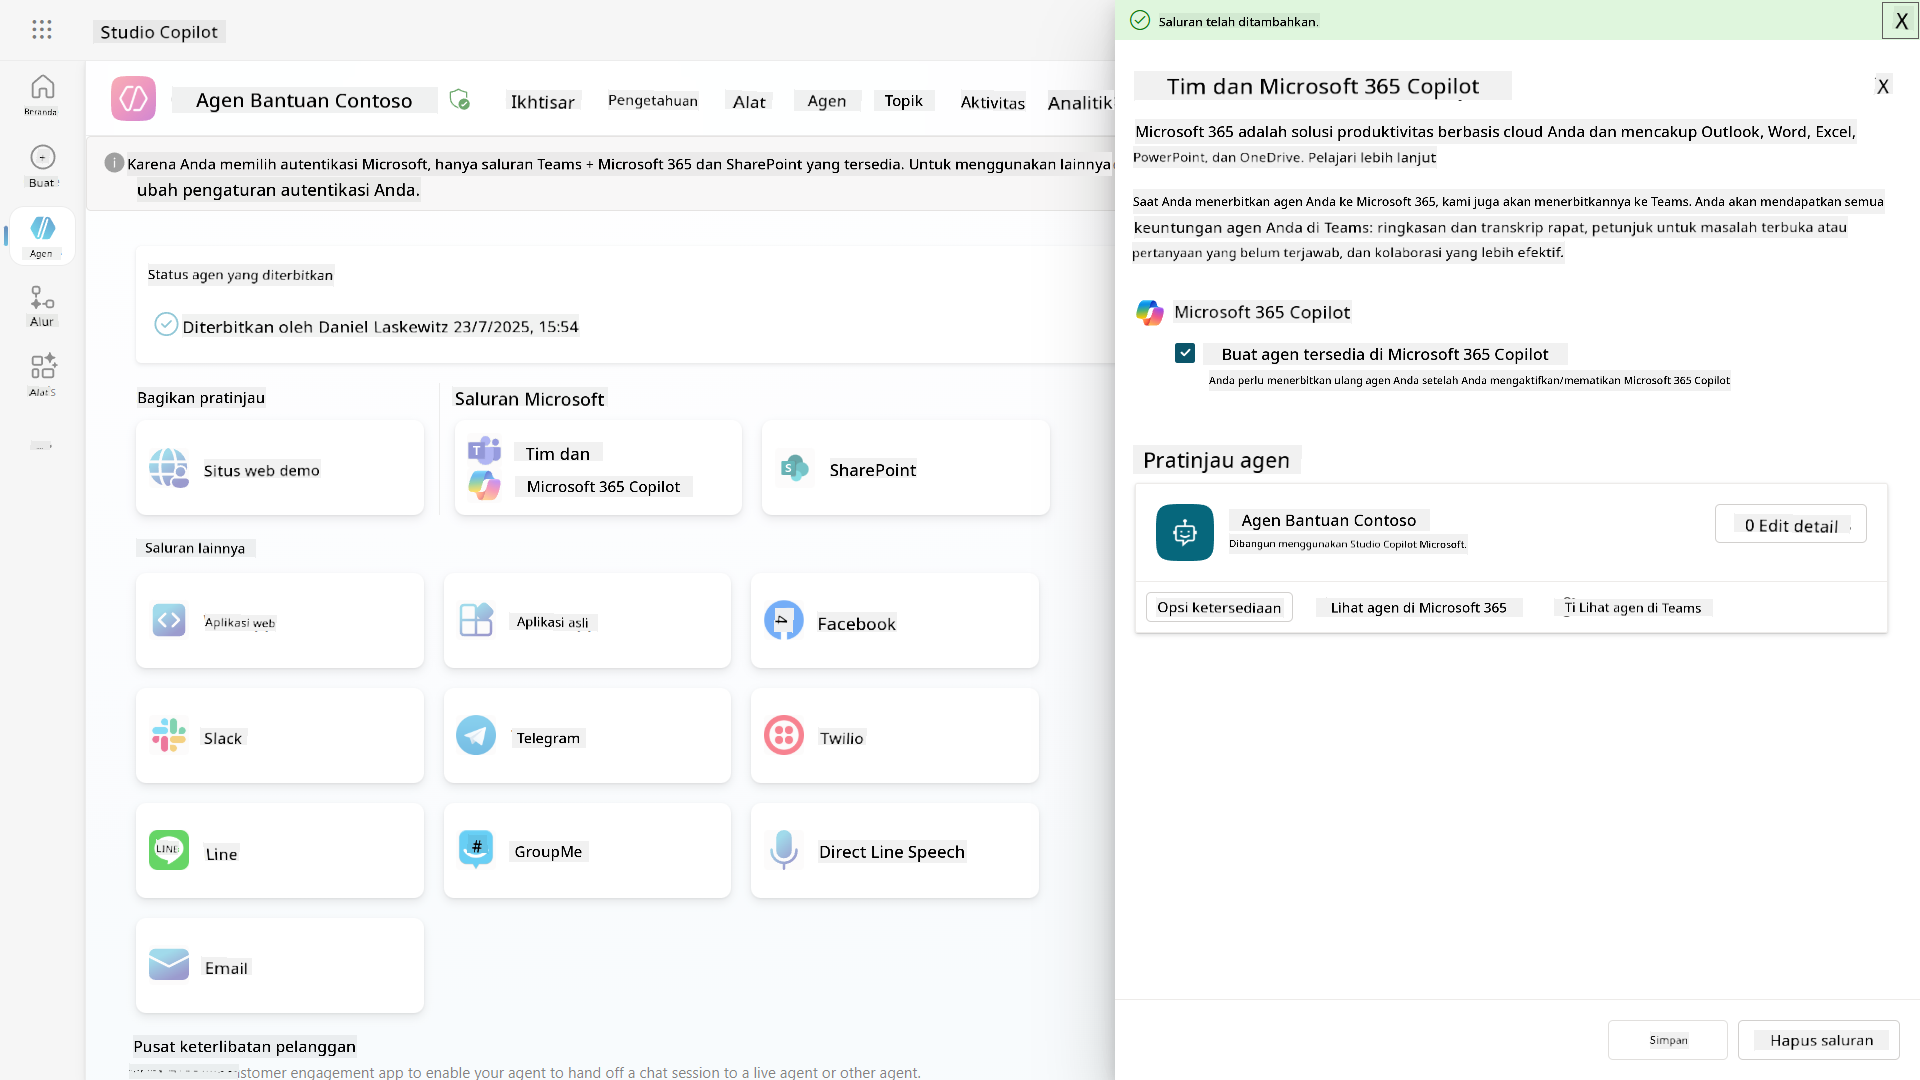 Studio Copilot
Beranda
Buat
Agen
Alur
Alat's
Agen Bantuan Contoso
Ikhtisar
Pengetahuan
Alat
Agen
Topik
Aktivitas
Analitik
Karena Anda memilih autentikasi Microsoft, hanya saluran Teams + Microsoft 365 dan SharePoint yang tersedia. Untuk menggunakan lainnya
ubah pengaturan autentikasi Anda.
Status agen yang diterbitkan
Diterbitkan oleh Daniel Laskewitz 23/7/2025, 15:54
Bagikan pratinjau
Situs web demo
Saluran Microsoft
Tim dan
Microsoft 365 Copilot
SharePoint
Saluran lainnya
Aplikasi web
Aplikasi asli
Facebook
Slack
Telegram
Twilio
LINE
Line
#
GroupMe
Direct Line Speech
Email
Pusat keterlibatan pelanggan
stomer engagement app to enable your agent to hand off a chat session to a live agent or other agent.
Saluran telah ditambahkan.
X
Tim dan Microsoft 365 Copilot
X
Microsoft 365 adalah solusi produktivitas berbasis cloud Anda dan mencakup Outlook, Word, Excel,
PowerPoint, dan OneDrive. Pelajari lebih lanjut
Saat Anda menerbitkan agen Anda ke Microsoft 365, kami juga akan menerbitkannya ke Teams. Anda akan mendapatkan semua
keuntungan agen Anda di Teams: ringkasan dan transkrip rapat, petunjuk untuk masalah terbuka atau
pertanyaan yang belum terjawab, dan kolaborasi yang lebih efektif.
Microsoft 365 Copilot
Buat agen tersedia di Microsoft 365 Copilot
Anda perlu menerbitkan ulang agen Anda setelah Anda mengaktifkan/mematikan Microsoft 365 Copilot
Pratinjau agen
Agen Bantuan Contoso
Dibangun menggunakan Studio Copilot Microsoft.
0 Edit detail
Opsi ketersediaan
Lihat agen di Microsoft 365
Ti Lihat agen di Teams
Simpan
Hapus saluran